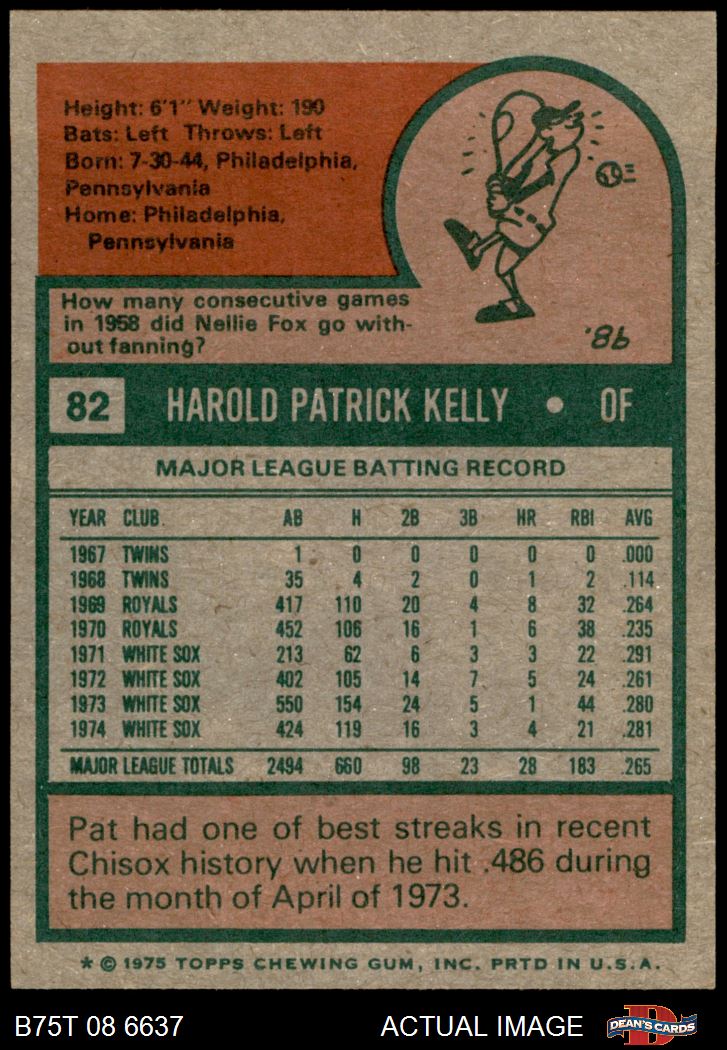 Height: 6'1" Weight: 190
Bats: Left Throws: Left
Born: 7-30-44, Philadelphia,
Pennsylvania
Home: Philadelphia,
Pennsylvania
How many consecutive games
in 1958 did Nellie Fox go with-
out fanning?
'86
82 HAROLD PATRICK KELLY • OF
MAJOR LEAGUE BATTING RECORD
YEAR CLUB. AB H 2B 3B HR RBI AVG
1967 TWINS 1 0 0 0 0 0 .000
1968 TWINS 35 4 2 0 1 2 .114
1969 ROYALS 417 110 20 4 8 32 .264
1970 ROYALS 452 106 16 1 6 38 .235
1971 WHITE SOX 213 62 6 3 3 22 .291
1972 WHITE SOX 402 105 14 7 5 24 .261
1973 WHITE SOX 550 154 24 5 1 44 .280
1974 WHITE SOX 424 119 16 3 4 21 .281
MAJOR LEAGUE TOTALS 2494 660 98 23 28 183 .265
Pat had one of best streaks in recent
Chisox history when he hit .486 during
the month of April of 1973.
* © 1975 TOPPS CHEWING GUM, INC. PRTD IN U.S.A.
B75T 08 6637 ACTUAL IMAGE D DEAN'S CARDS